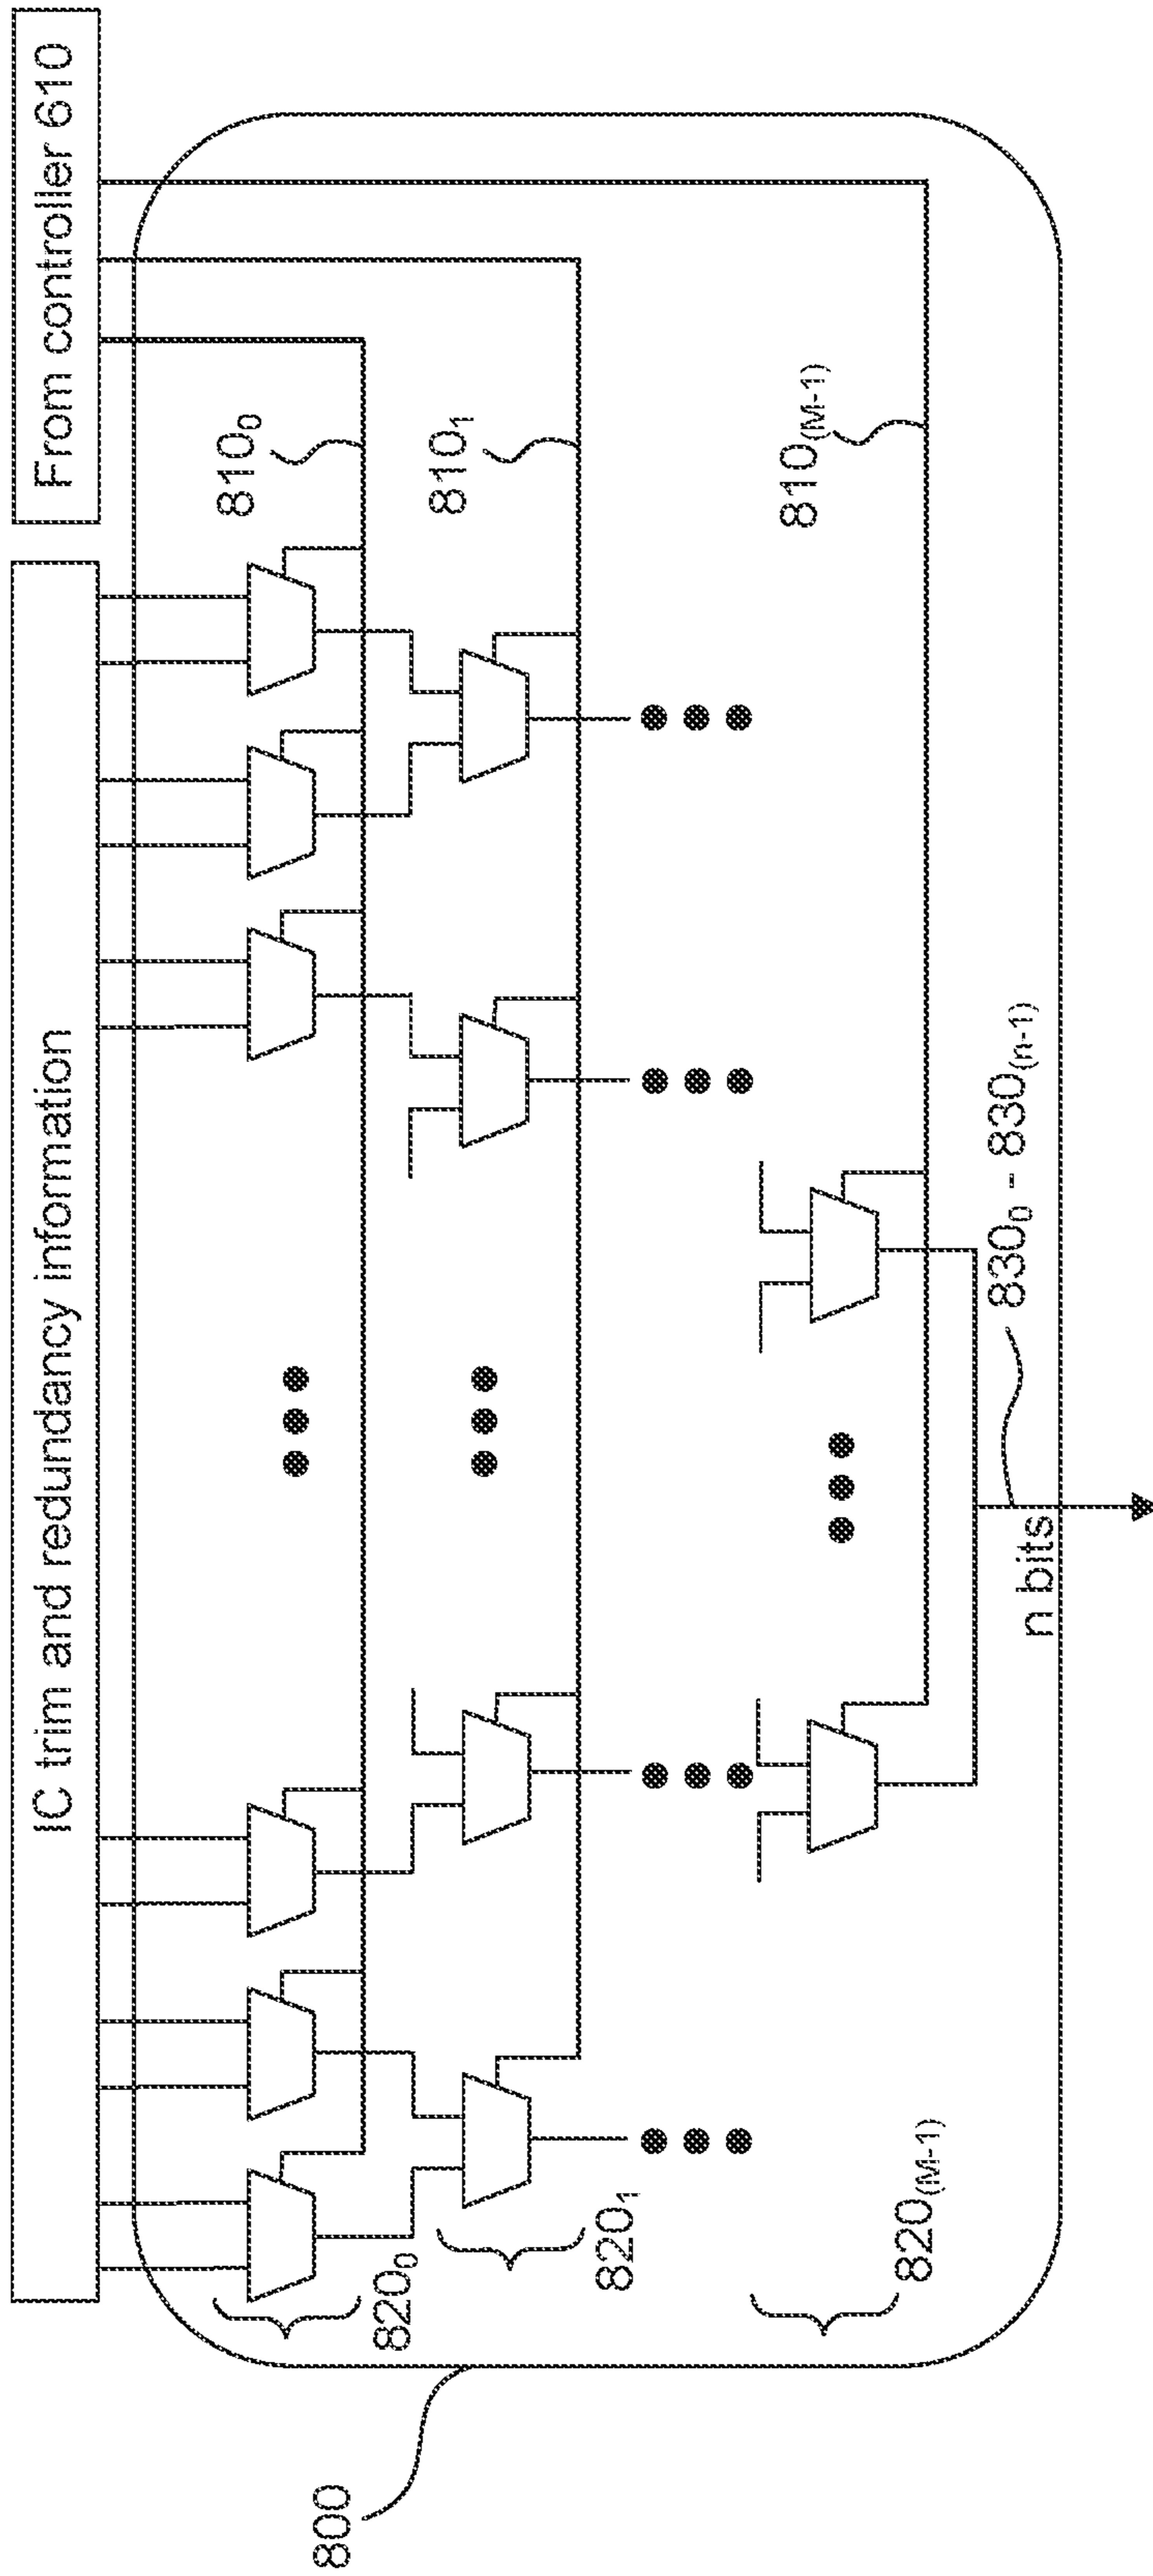 IC trim and redundancy information
From controller 610
810₀
810₁
810₍M-1₎
820₀
820₁
820₍M-1₎
800
n bits
830₀ - 830₍n-1₎